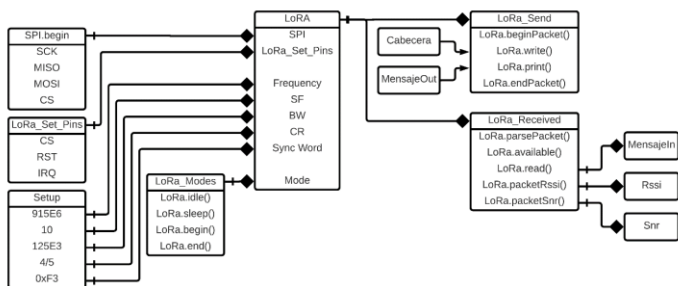 SPI.begin
SCK
MISO
MOSI
CS
LoRa_Set_Pins
CS
RST
IRQ
Setup
915E6
10
125E3
4/5
0xF3
LoRa_Modes
LoRa.idle()
LoRa.sleep()
LoRa.begin()
LoRa.end()
LoRA
SPI
LoRa_Set_Pins
Frequency
SF
BW
CR
Sync Word
Mode
Cabecera
MensajeOut
LoRa_Send
LoRa.beginPacket()
LoRa.write()
LoRa.print()
LoRa.endPacket()
LoRa_Received
LoRa.parsePacket()
LoRa.available()
LoRa.read()
LoRa.packetRssi()
LoRa.packetSnr()
MensajeIn
Rssi
Snr